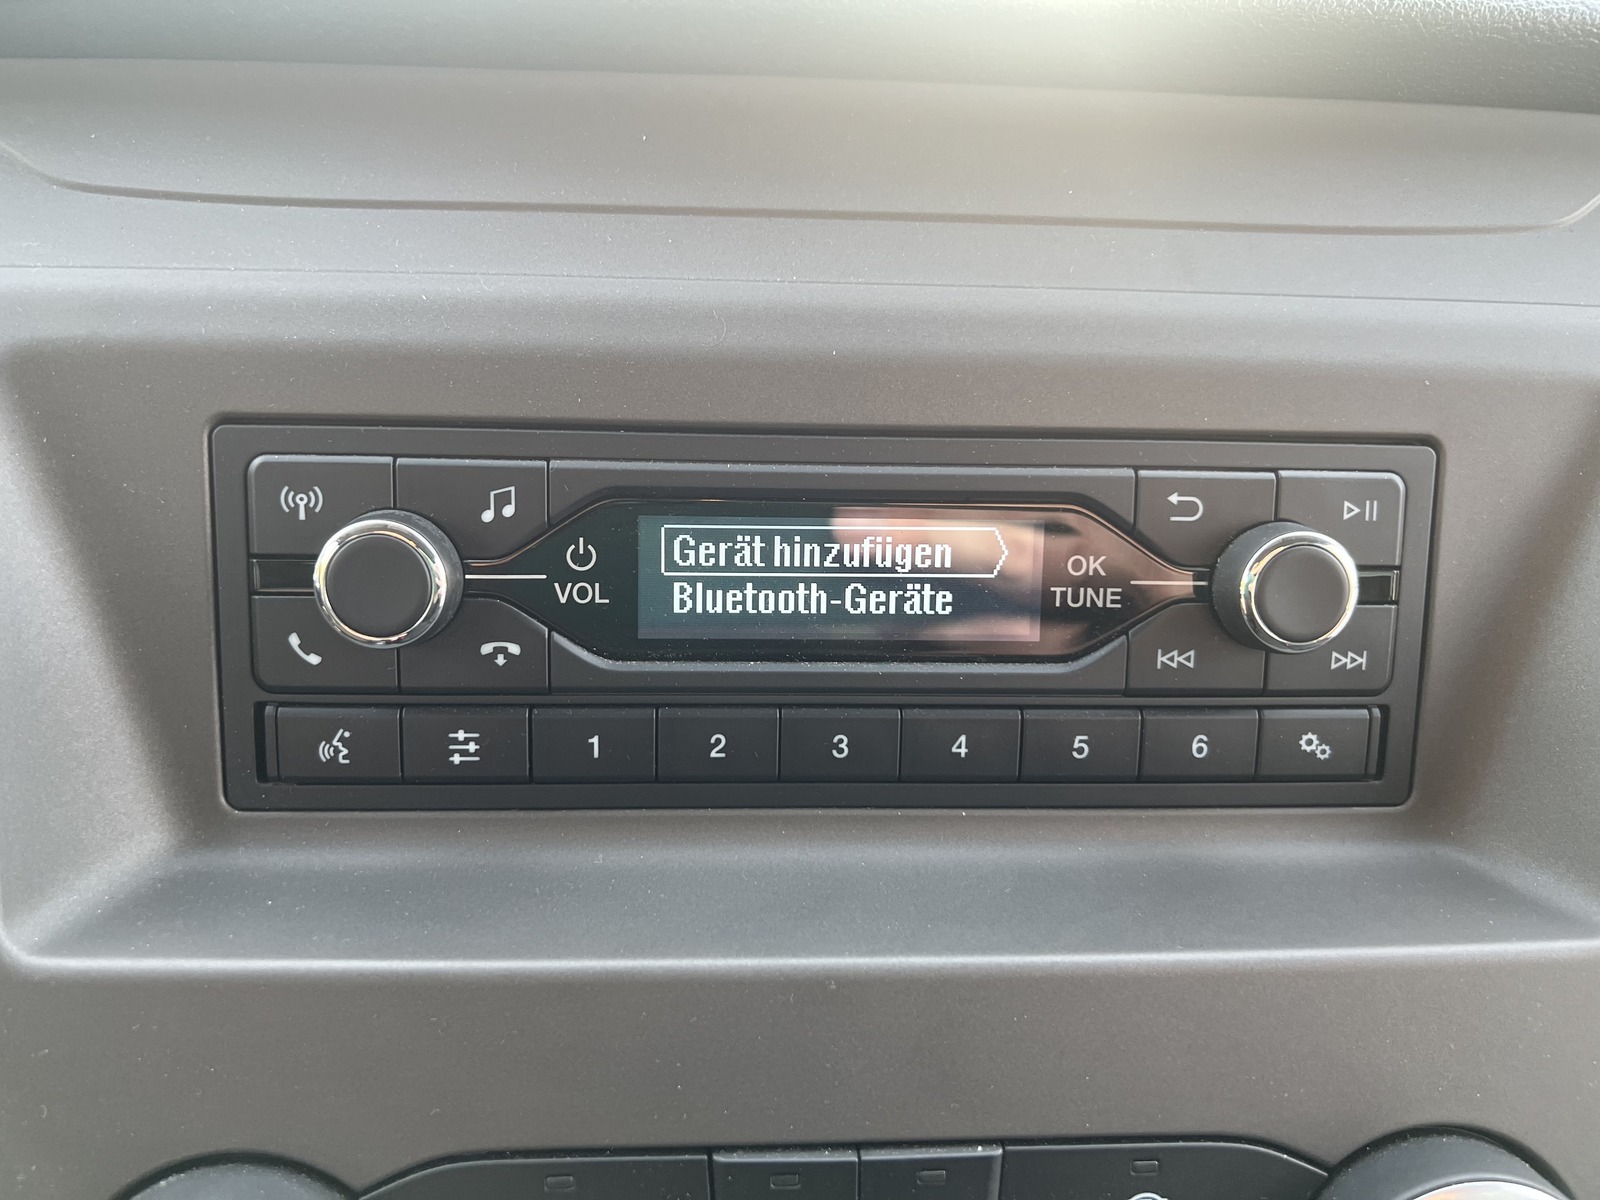 Gerät hinzufügen
Bluetooth-Geräte
VOL
OK
TUNE
1 2 3 4 5 6